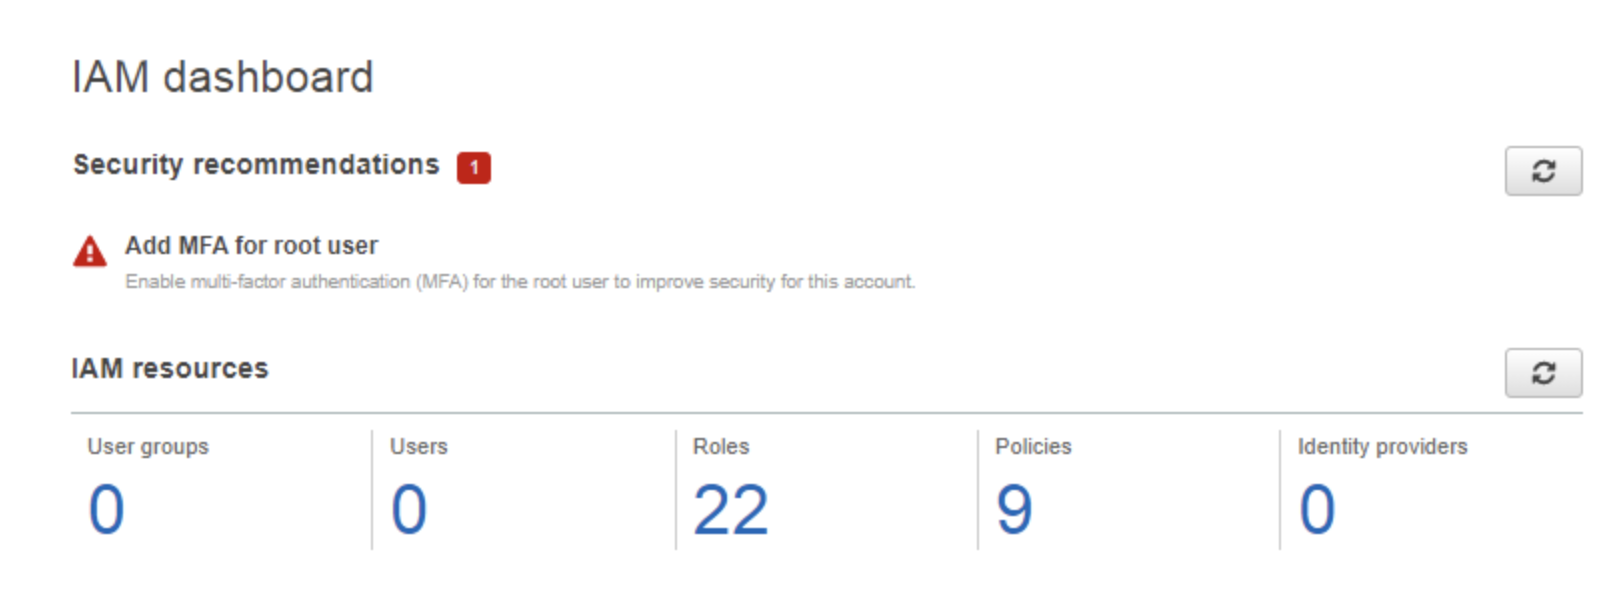 IAM dashboard
Security recommendations 1
Add MFA for root user
Enable multi-factor authentication (MFA) for the root user to improve security for this account.
IAM resources
User groups Users Roles Policies Identity providers
0 0 22 9 0